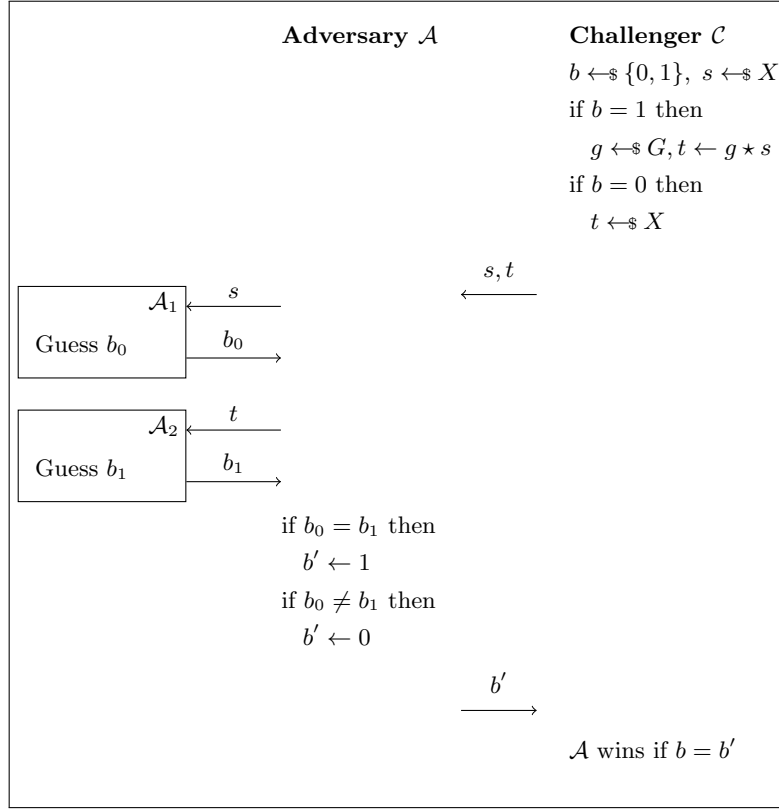 Adversary 𝒜 Challenger 𝒞
b ←$ {0, 1}, s ←$ X
if b = 1 then
g ←$ G, t ← g ⋆ s
if b = 0 then
t ←$ X
s, t
𝒜₁ s
Guess b₀ b₀
𝒜₂ t
Guess b₁ b₁
if b₀ = b₁ then
b′ ← 1
if b₀ ≠ b₁ then
b′ ← 0
b′
𝒜 wins if b = b′